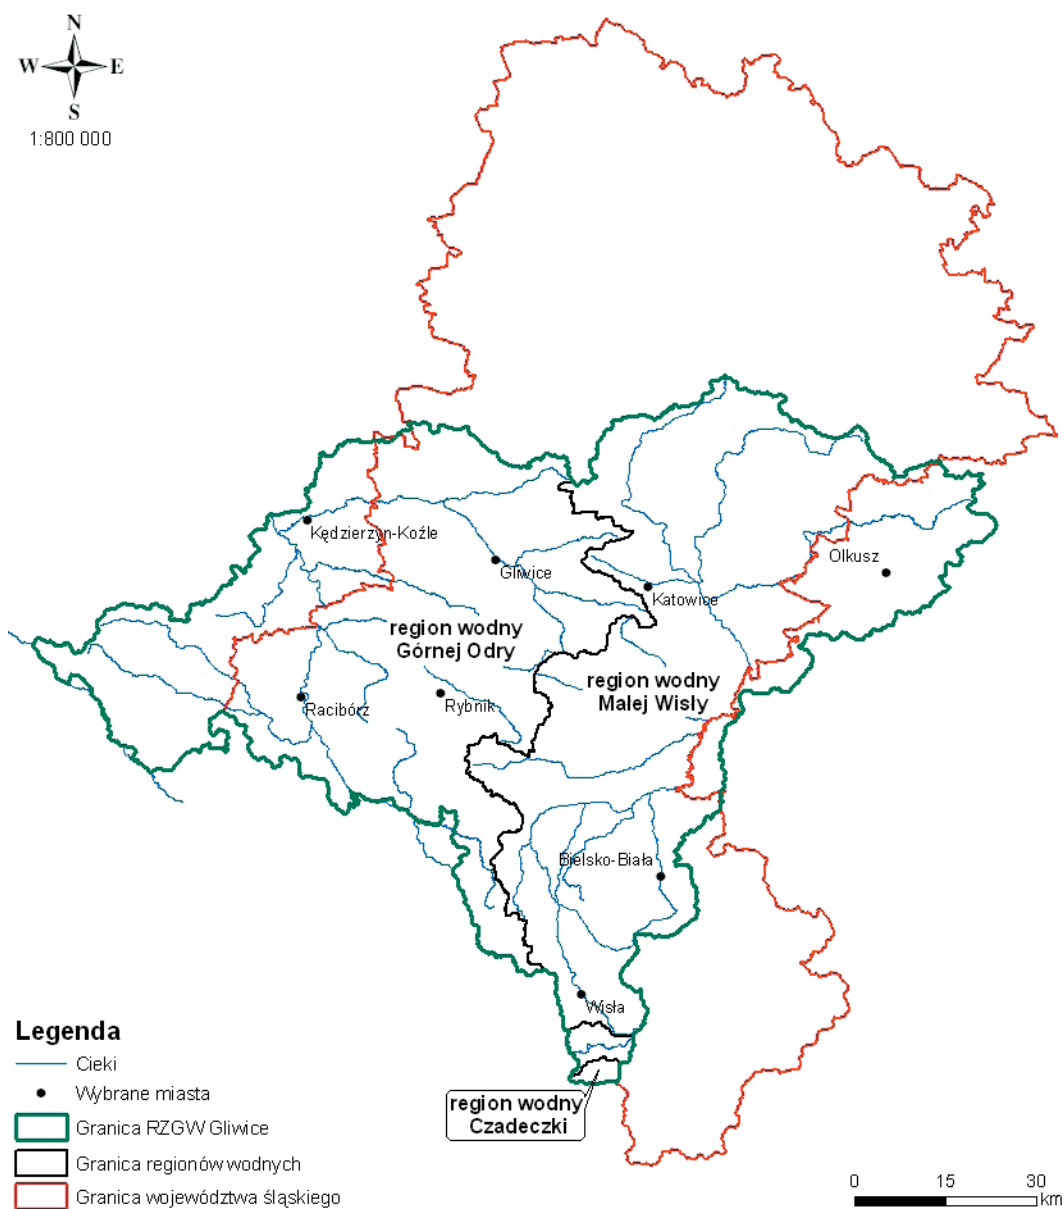 N
W E
S
1:800 000
Kędzierzyn-Koźle
Gliwice
Katowice
Olkusz
region wodny
Górnej Odry
region wodny
Małej Wisły
Racibórz
Rybnik
Bielsko-Biała
Wisła
region wodny
Czadeczki
Legenda
Cieki
Wybrane miasta
Granica RZGW Gliwice
Granica regionów wodnych
Granica województwa śląskiego
0 15 30
km